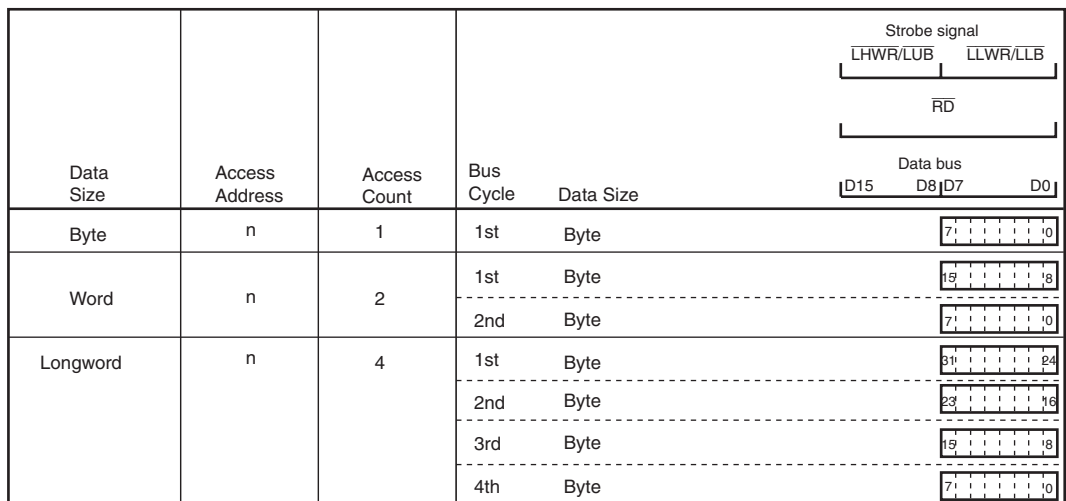 Strobe signal
LHWR/LUB LLWR/LLB
RD
Data Size
Access Address
Access Count
Bus Cycle
Data Size
Data bus
D15 D8 D7 D0
Byte n 1 1st Byte 7 0
Word n 2 1st Byte 15 8
2nd Byte 7 0
Longword n 4 1st Byte 31 24
2nd Byte 23 16
3rd Byte 15 8
4th Byte 7 0